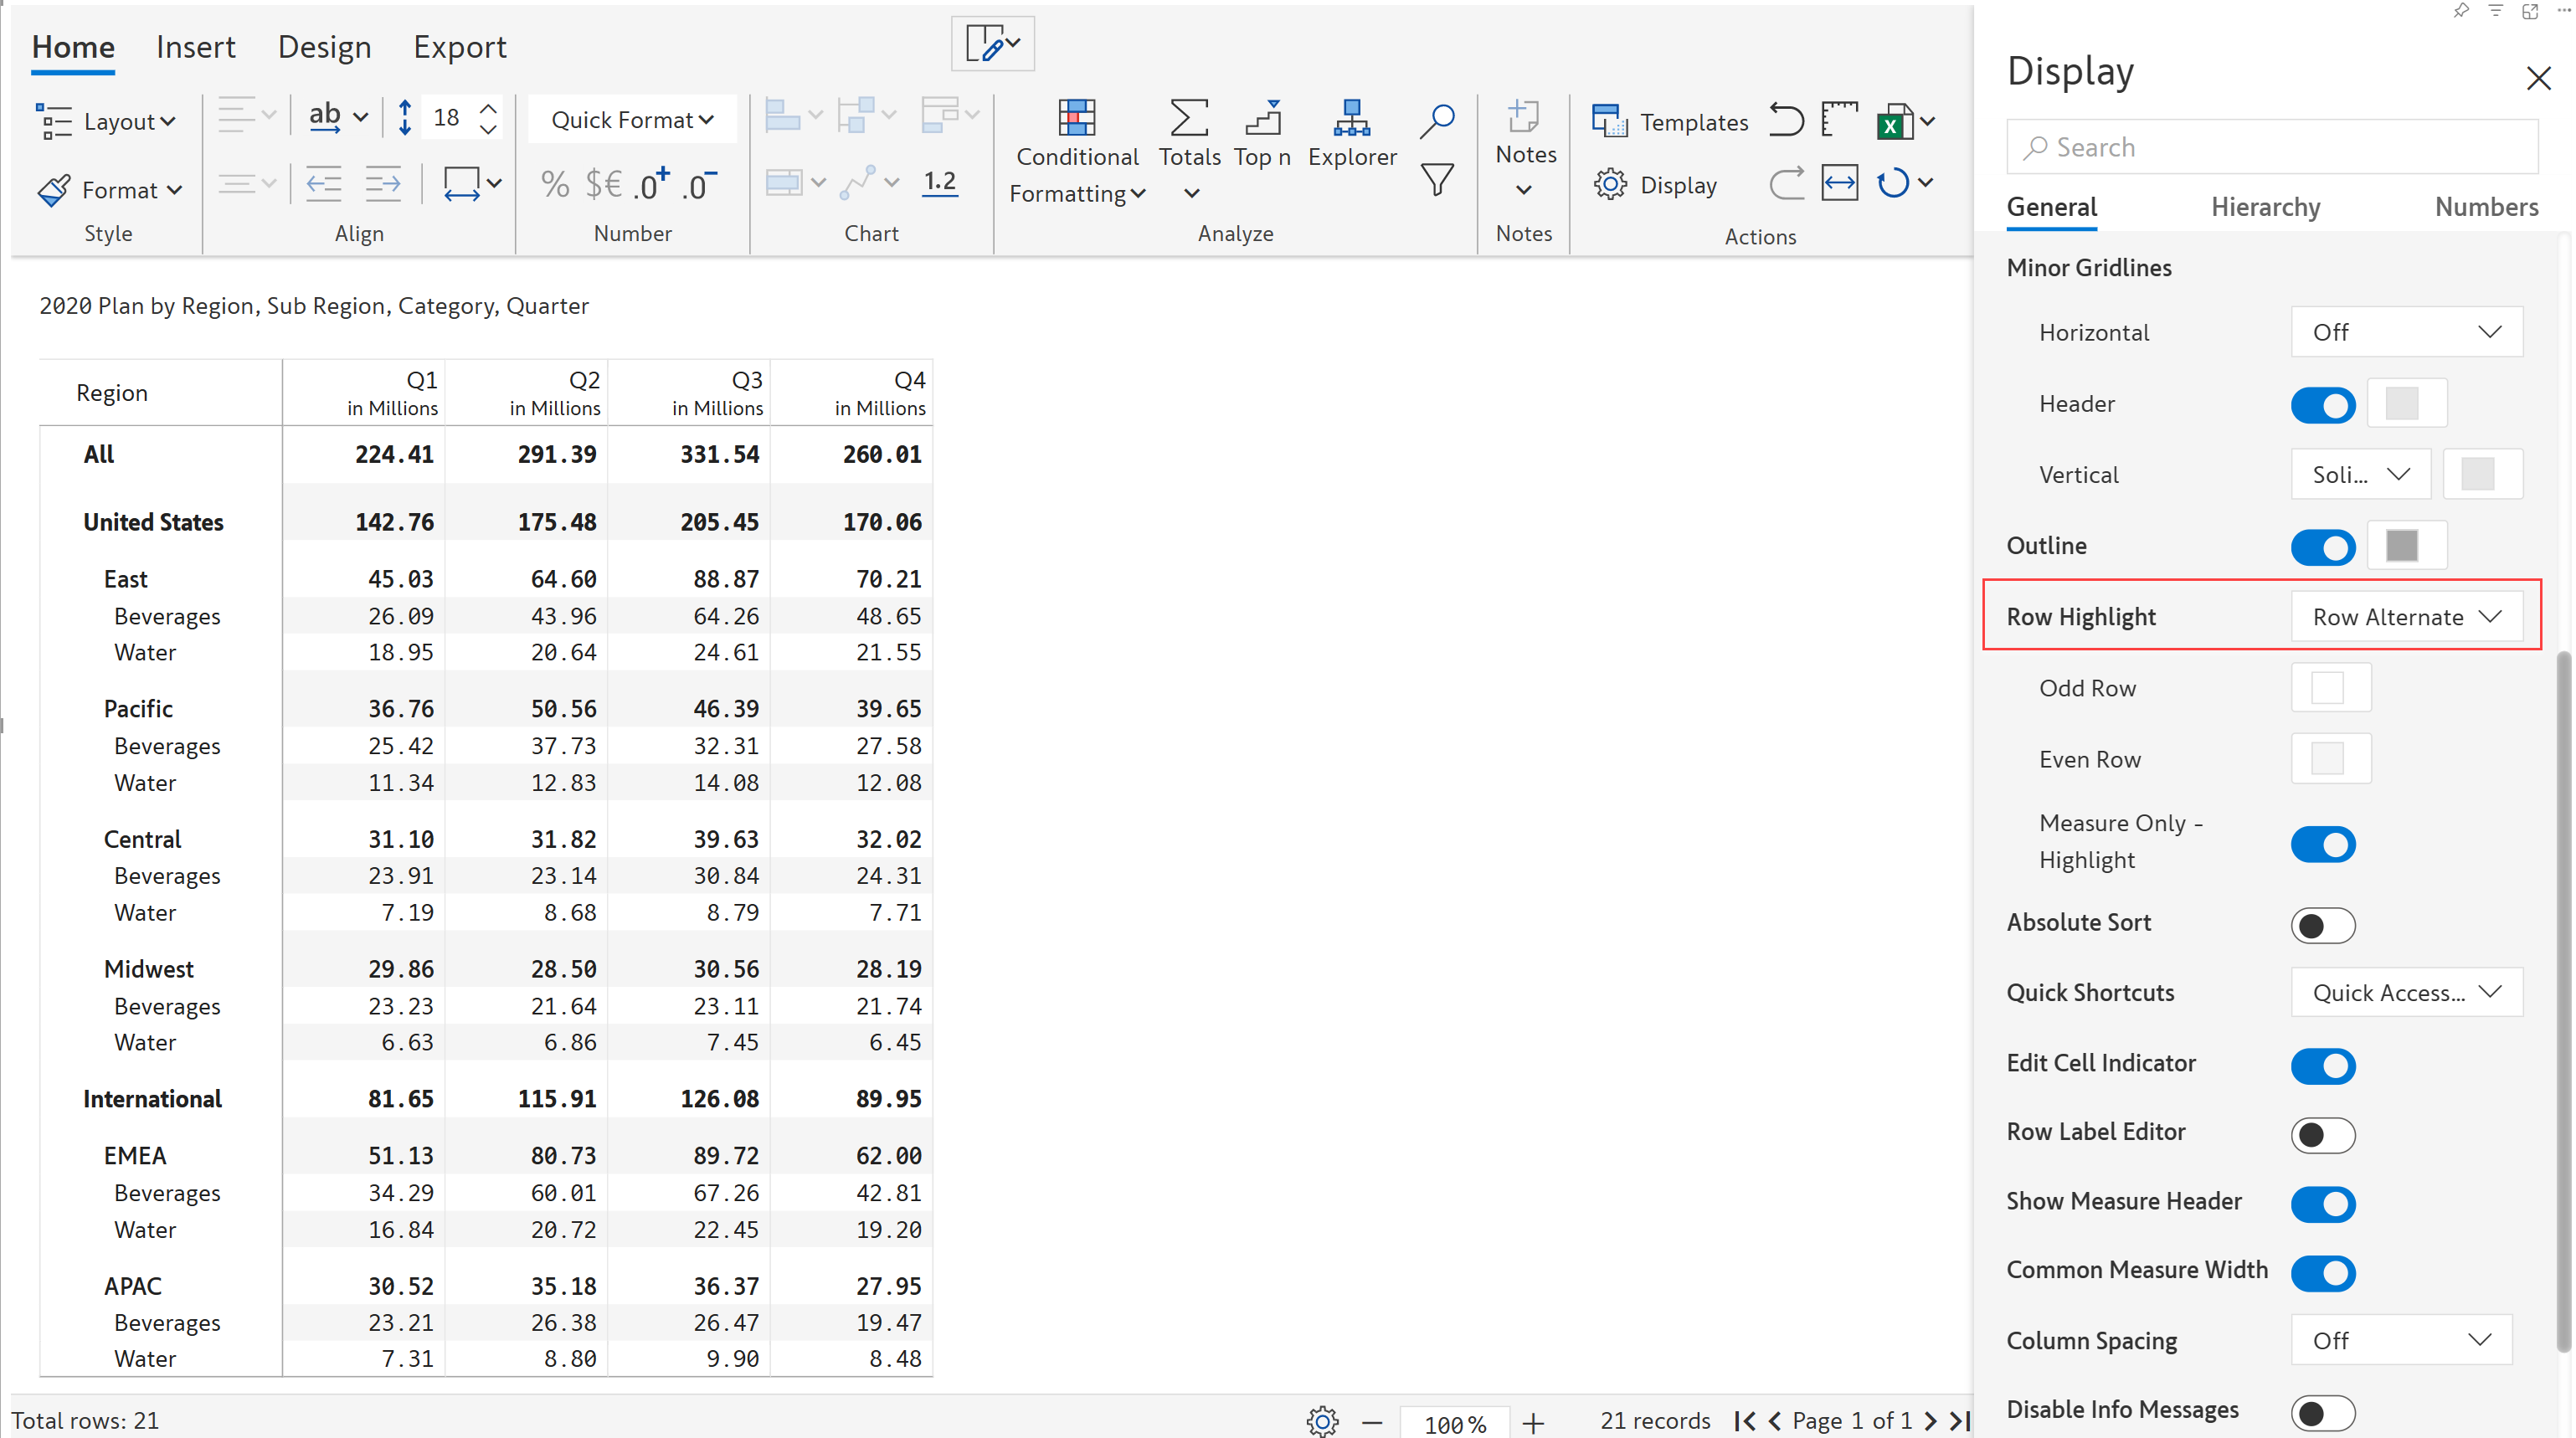 Home Insert Design Export
Layout
ab
18
Quick Format
Conditional
Formatting
Totals
Top n
Explorer
Notes
Templates
Format
% $€ .0+ .0-
1.2
Display
Style
Align
Number
Chart
Analyze
Notes
Actions
2020 Plan by Region, Sub Region, Category, Quarter
Region Q1 Q2 Q3 Q4
in Millions in Millions in Millions in Millions
All 224.41 291.39 331.54 260.01
United States 142.76 175.48 205.45 170.06
East 45.03 64.60 88.87 70.21
Beverages 26.09 43.96 64.26 48.65
Water 18.95 20.64 24.61 21.55
Pacific 36.76 50.56 46.39 39.65
Beverages 25.42 37.73 32.31 27.58
Water 11.34 12.83 14.08 12.08
Central 31.10 31.82 39.63 32.02
Beverages 23.91 23.14 30.84 24.31
Water 7.19 8.68 8.79 7.71
Midwest 29.86 28.50 30.56 28.19
Beverages 23.23 21.64 23.11 21.74
Water 6.63 6.86 7.45 6.45
International 81.65 115.91 126.08 89.95
EMEA 51.13 80.73 89.72 62.00
Beverages 34.29 60.01 67.26 42.81
Water 16.84 20.72 22.45 19.20
APAC 30.52 35.18 36.37 27.95
Beverages 23.21 26.38 26.47 19.47
Water 7.31 8.80 9.90 8.48
Total rows: 21
100 %
21 records
Page 1 of 1
Display
Search
General Hierarchy Numbers
Minor Gridlines
Horizontal Off
Header
Vertical Soli...
Outline
Row Highlight Row Alternate
Odd Row
Even Row
Measure Only -
Highlight
Absolute Sort
Quick Shortcuts Quick Access...
Edit Cell Indicator
Row Label Editor
Show Measure Header
Common Measure Width
Column Spacing Off
Disable Info Messages